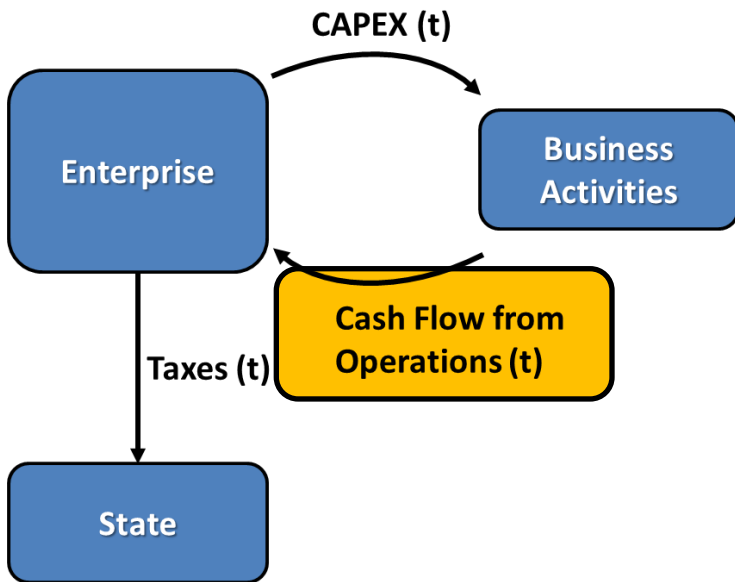 CAPEX (t)
Enterprise
Business
Activities
Cash Flow from
Operations (t)
Taxes (t)
State